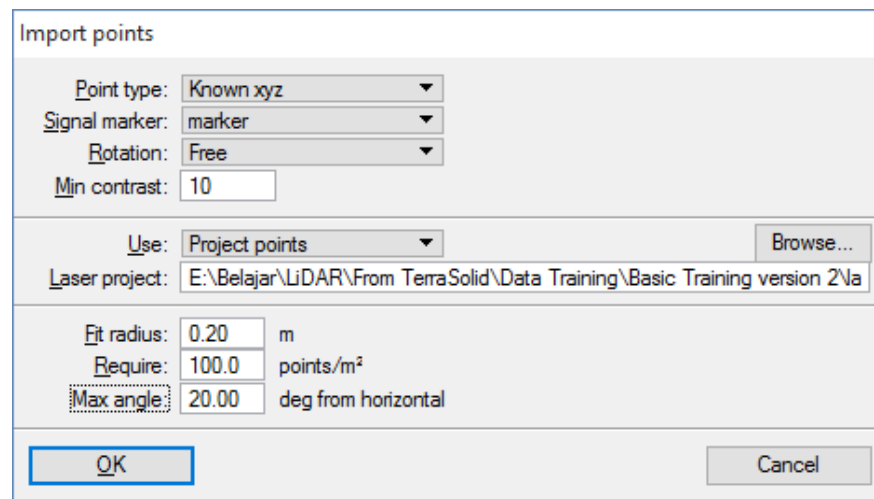 Import points
Point type: Known xyz
Signal marker: marker
Rotation: Free
Min contrast: 10
Use: Project points Browse...
Laser project: E:\Belajar\LiDAR\From TerraSolid\Data Training\Basic Training version 2\la
Fit radius: 0.20 m
Require: 100.0 points/m²
Max angle: 20.00 deg from horizontal
OK Cancel